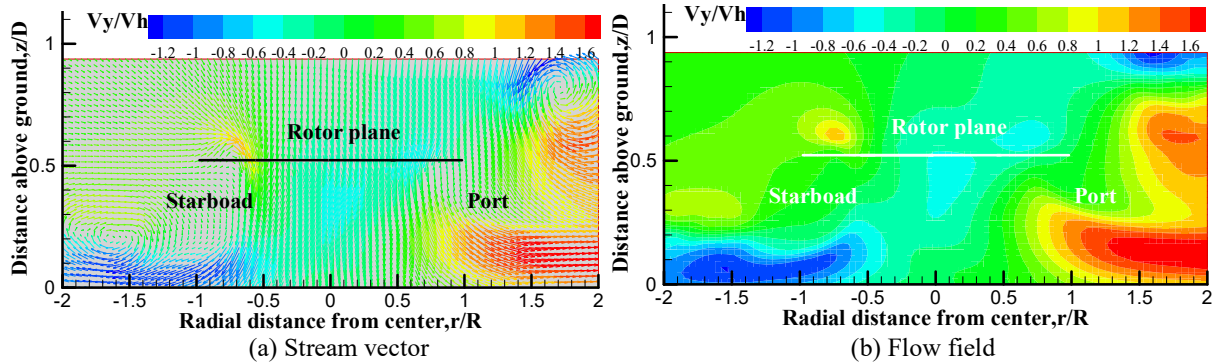 Vy/Vh
-1.2 -0.8 -0.6 -0.4 -0.2 0 0.2 0.4 0.6 0.8 1 1.2 1.4 1.6
1
0.5
0
Distance above ground,z/D
Rotor plane
Starboad
Port
-2 -1.5 -1 -0.5 0 0.5 1 1.5 2
Radial distance from center,r/R
(a) Stream vector
Vy/Vh
-1.2 -0.8 -0.6 -0.4 -0.2 0 0.2 0.4 0.6 0.8 1 1.2 1.4 1.6
1
0.5
0
Distance above ground,z/D
Rotor plane
Starboad
Port
-2 -1.5 -1 -0.5 0 0.5 1 1.5 2
Radial distance from center,r/R
(b) Flow field